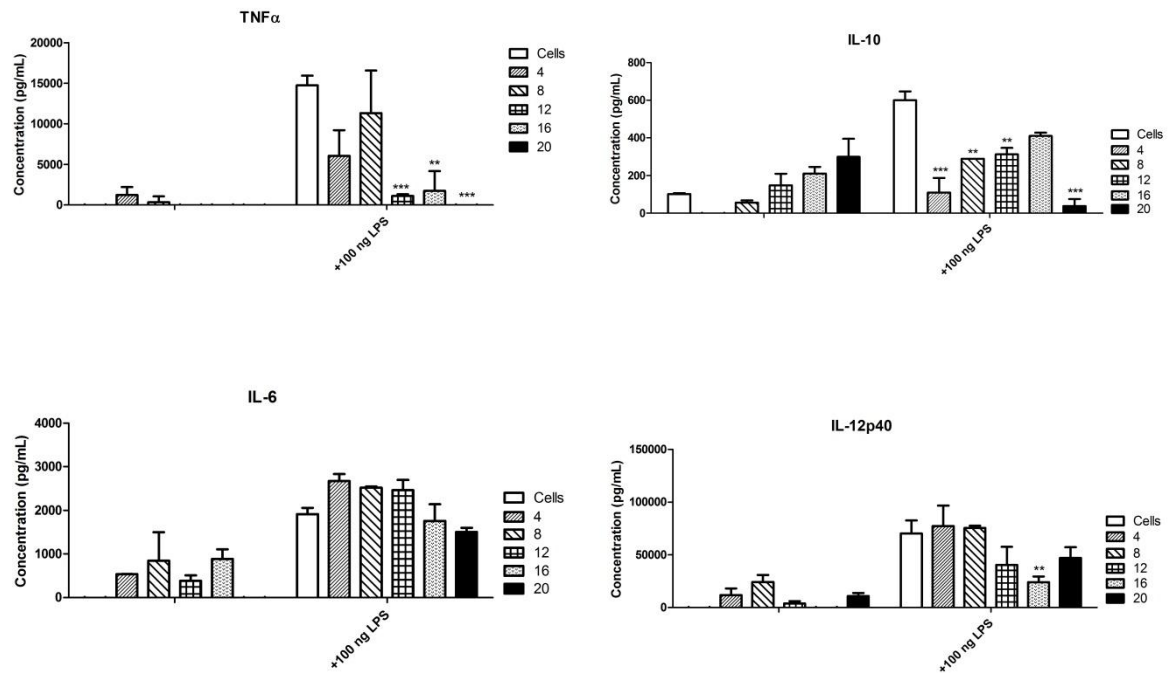 TNFα
Concentration (pg/mL)
20000
15000
10000
5000
0
***
**
***
+100 ng LPS
Cells
4
8
12
16
20
IL-10
Concentration (pg/mL)
800
600
400
200
0
***
**
**
***
+100 ng LPS
Cells
4
8
12
16
20
IL-6
Concentration (pg/mL)
4000
3000
2000
1000
0
+100 ng LPS
Cells
4
8
12
16
20
IL-12p40
Concentration (pg/mL)
150000
100000
50000
0
**
+100 ng LPS
Cells
4
8
12
16
20